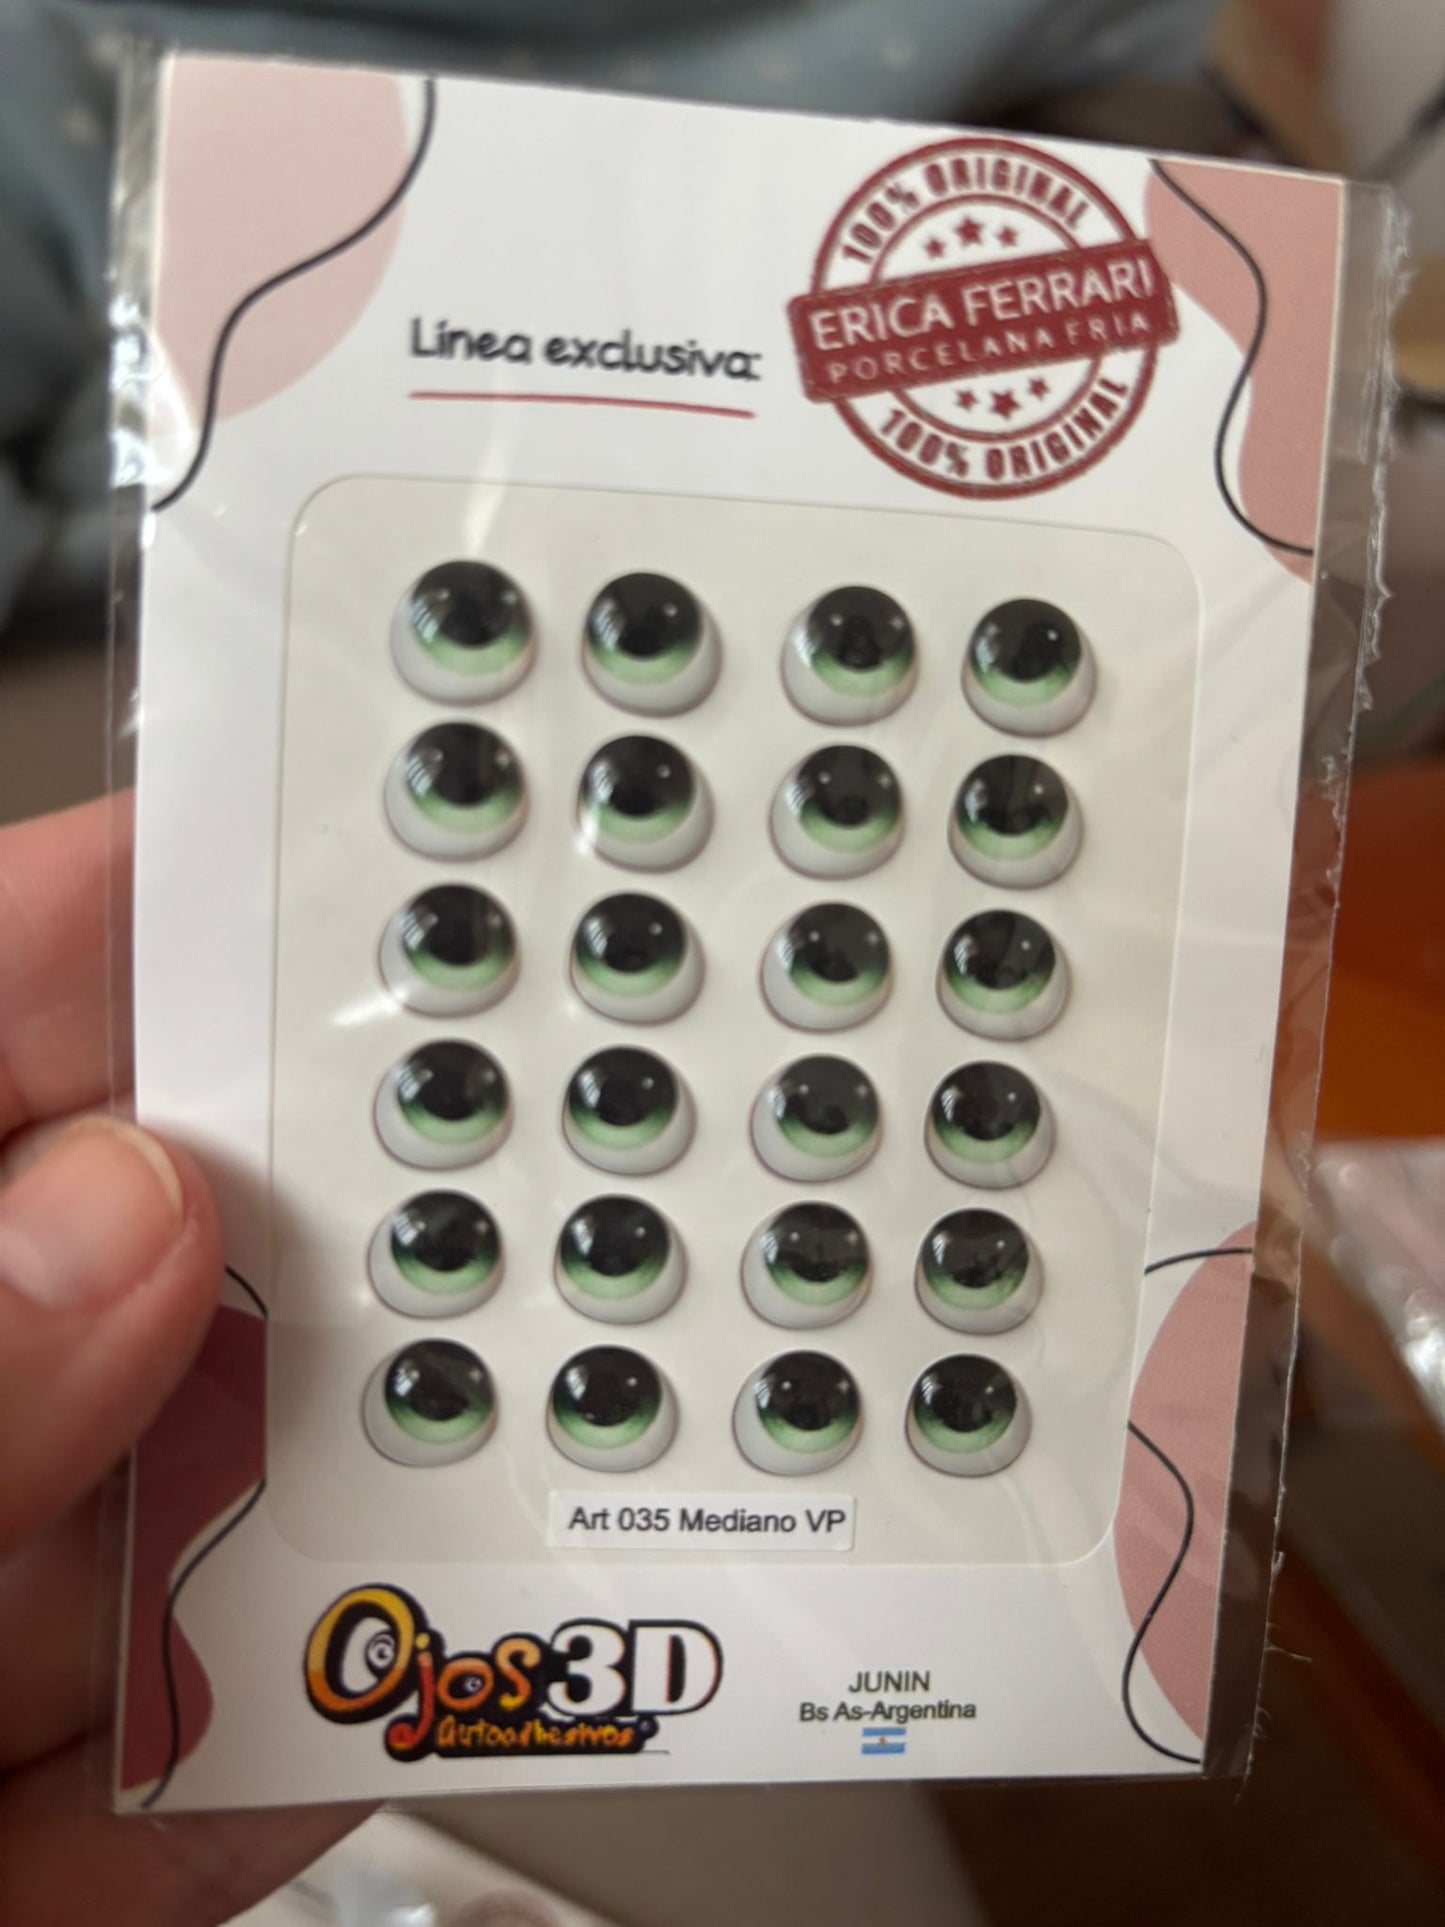 100% ORIGINAL
ERICA FERRARI
PORCELANA FRIA
100% ORIGINAL
Línea exclusiva:
Art 035 Mediano VP
Ojos 3D
autoadhesivos
JUNIN
Bs As-Argentina